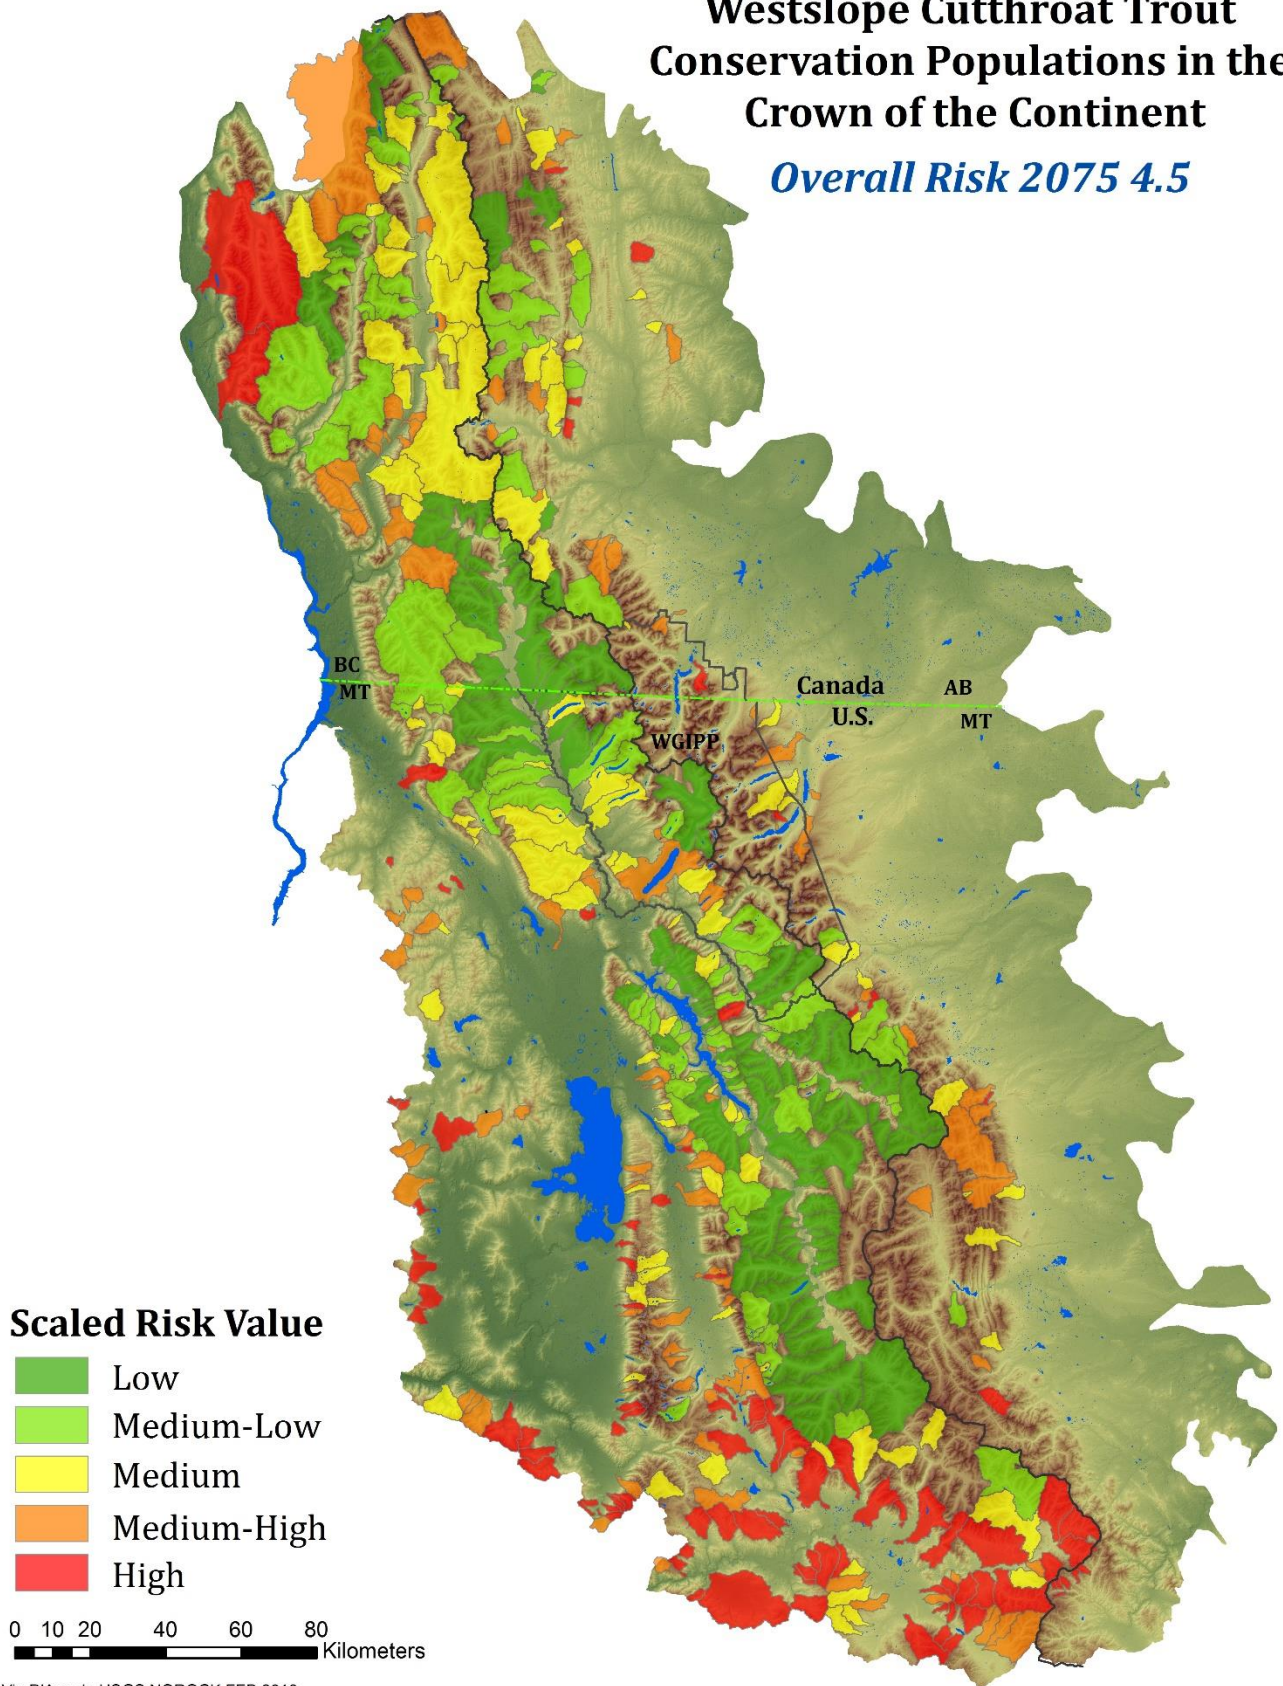 Westslope Cutthroat Trout
Conservation Populations in the
Crown of the Continent
Overall Risk 2075 4.5
BC
MT
Canada
AB
U.S.
MT
WGIPP
Scaled Risk Value
Low
Medium-Low
Medium
Medium-High
High
0 10 20 40 60 80
Kilometers